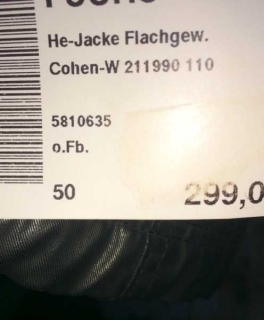 He-Jacke Flachgew.
Cohen-W 211990 110
5810635
o.Fb.
50 299,0